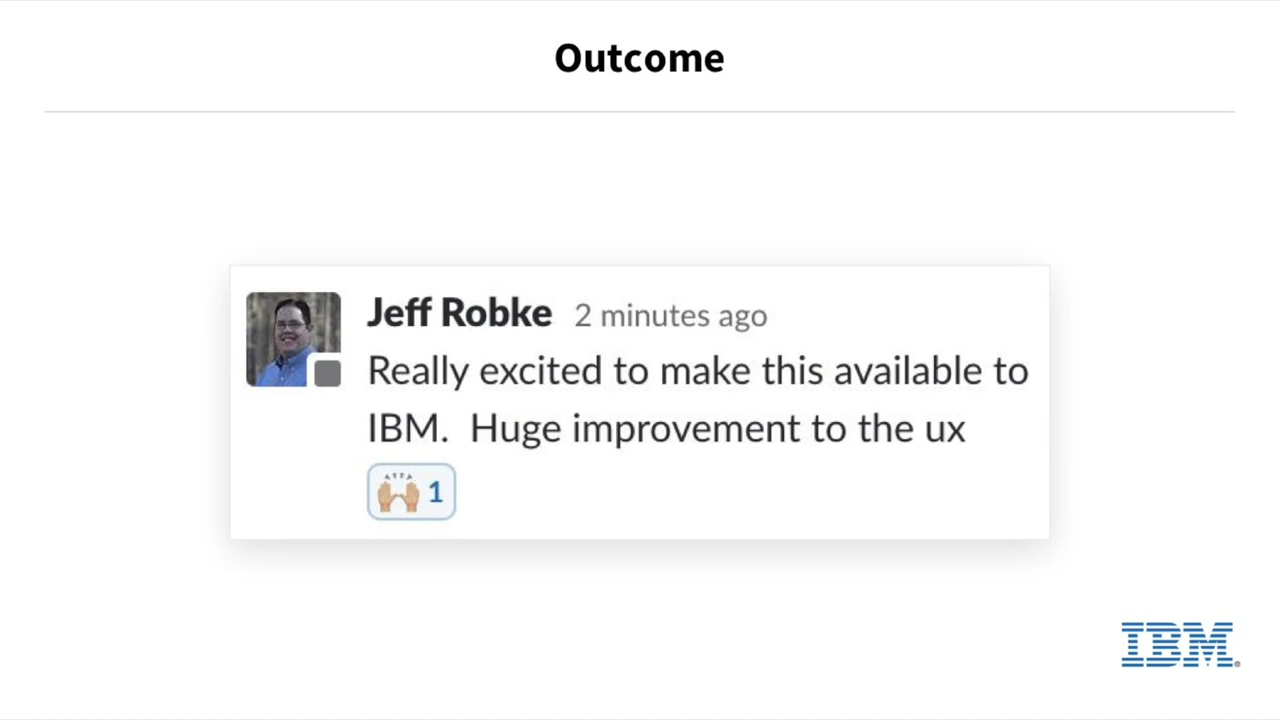 Outcome
Jeff Robke 2 minutes ago
Really excited to make this available to
IBM.  Huge improvement to the ux
1
IBM®